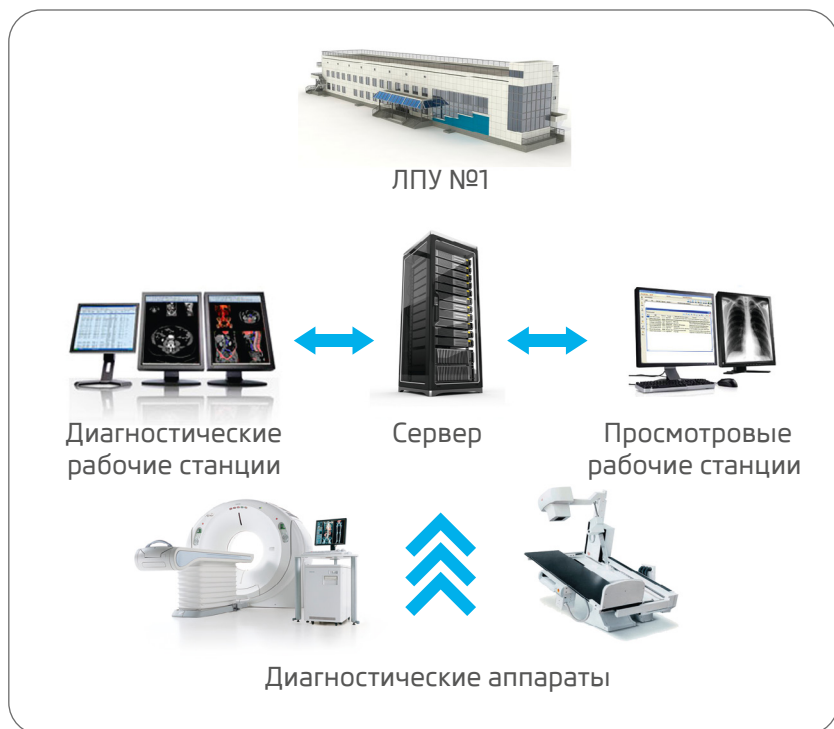 ЛПУ №1
Диагностические
рабочие станции
Сервер
Просмотровые
рабочие станции
Диагностические аппараты